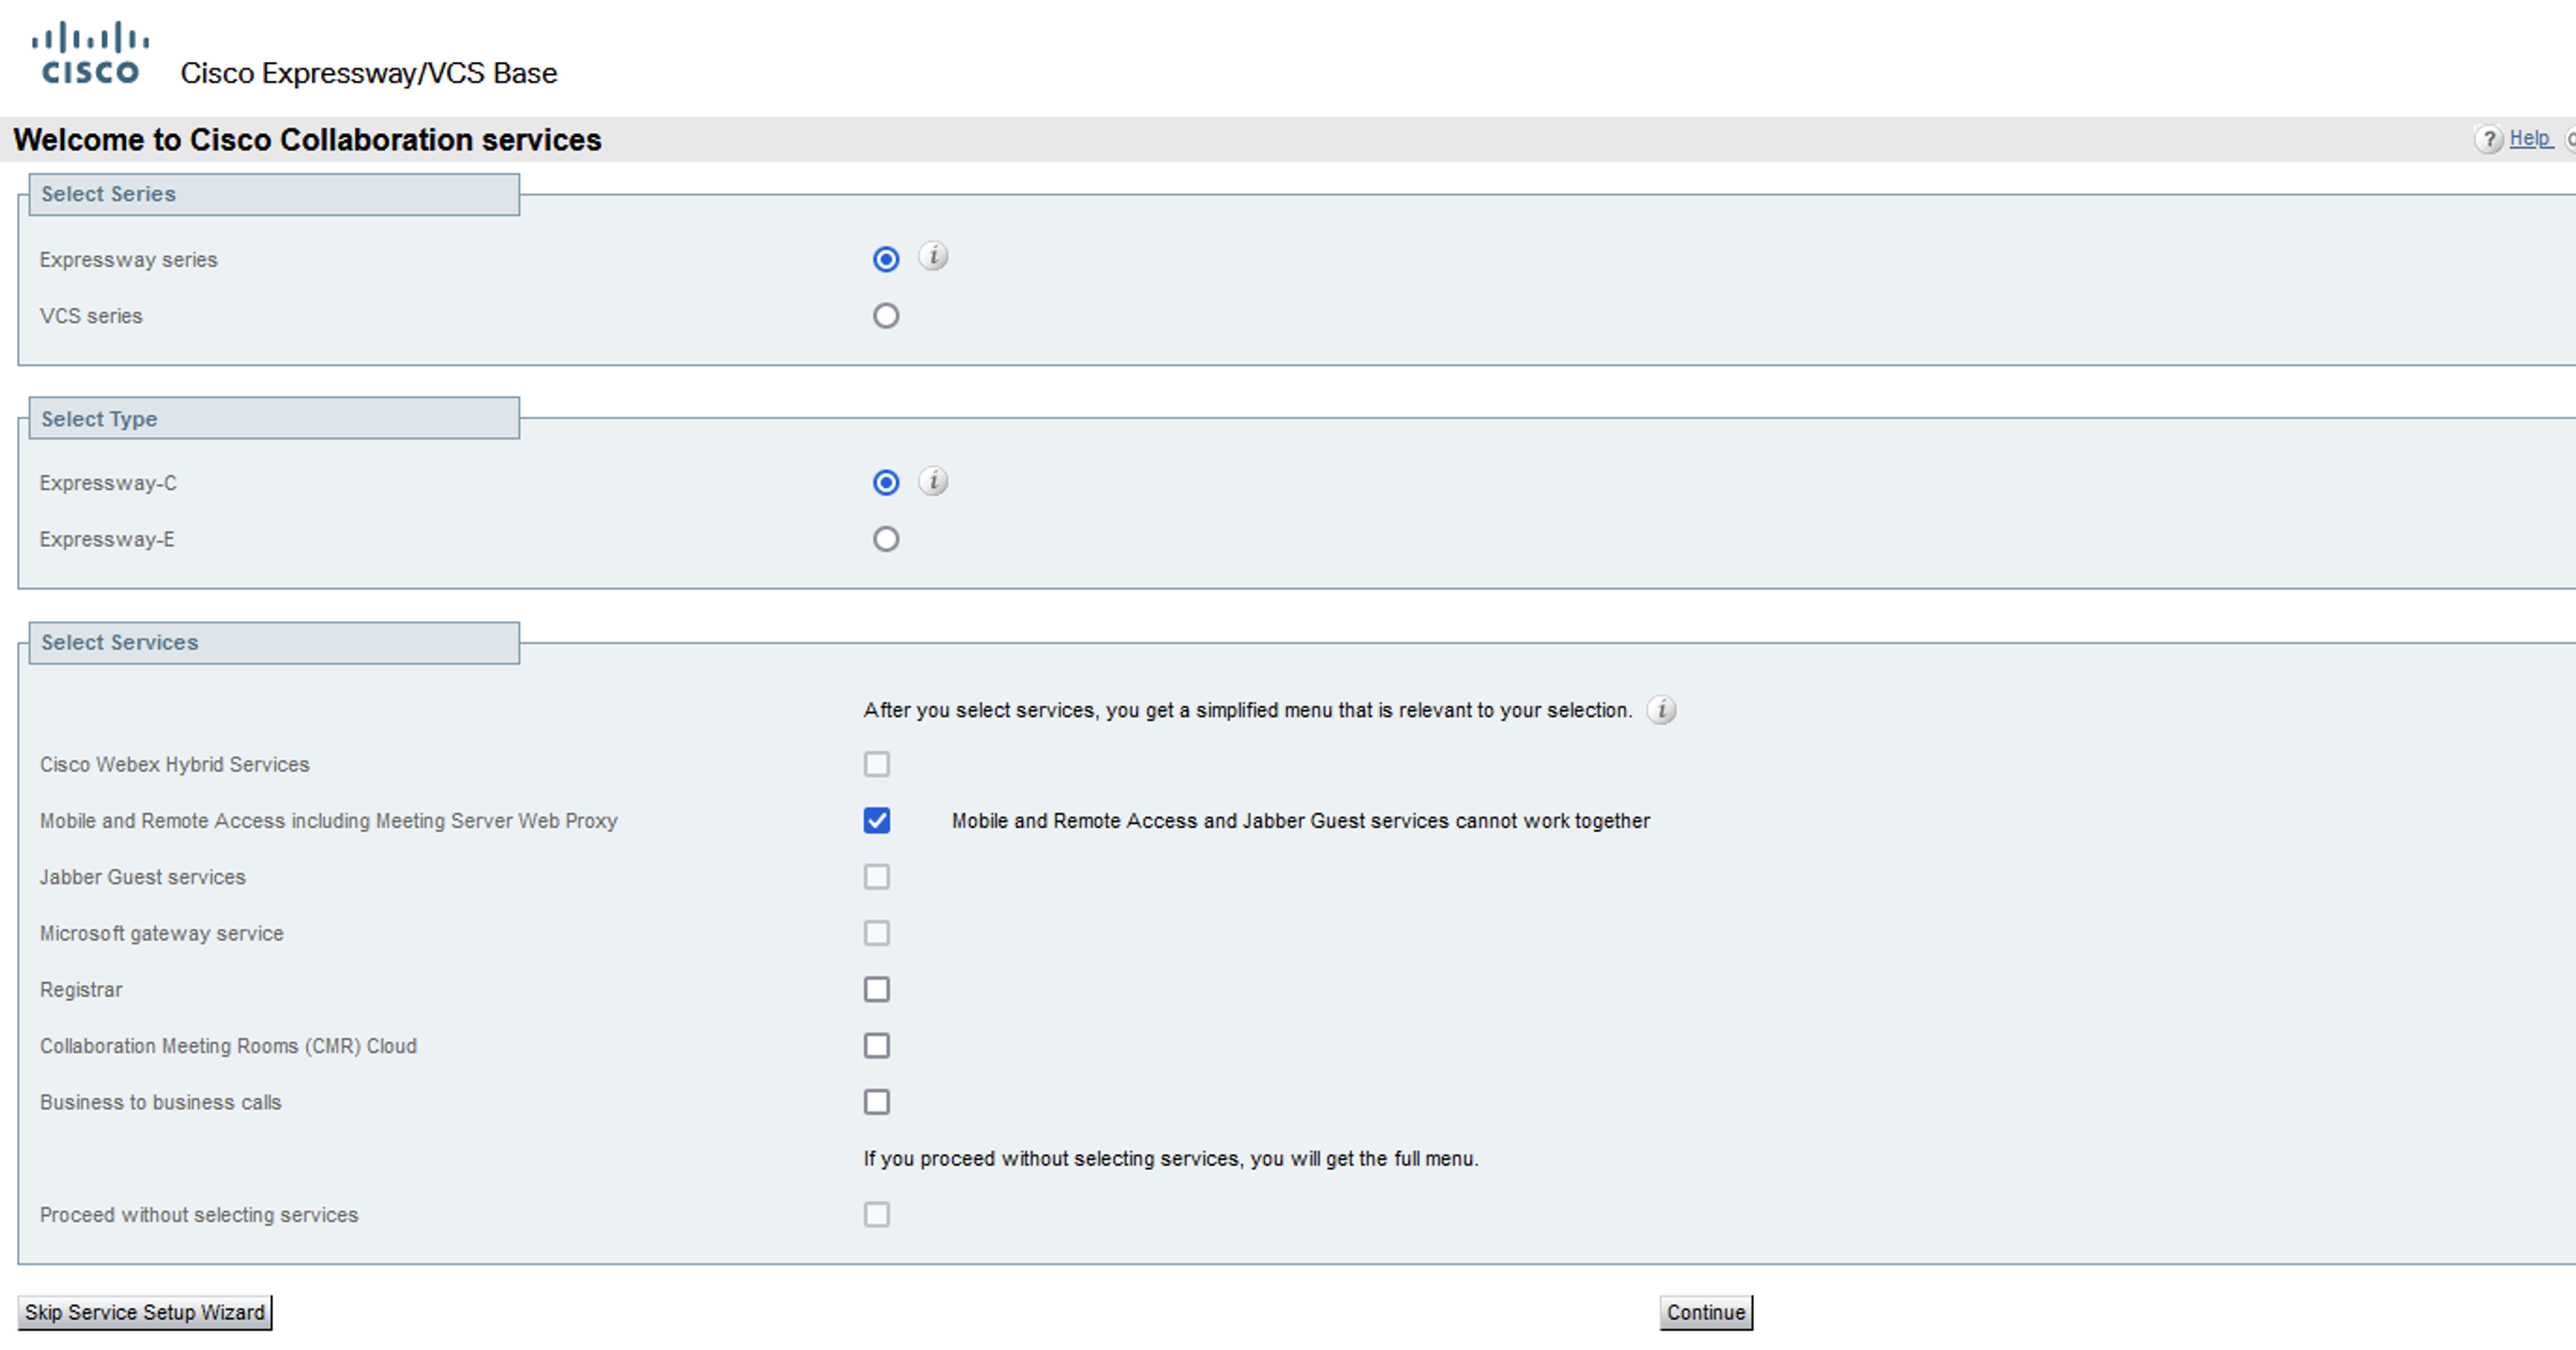 CISCO
Cisco Expressway/VCS Base
Welcome to Cisco Collaboration services
? Help
Select Series
Expressway series i
VCS series
Select Type
Expressway-C i
Expressway-E
Select Services
After you select services, you get a simplified menu that is relevant to your selection. i
Cisco Webex Hybrid Services
Mobile and Remote Access including Meeting Server Web Proxy Mobile and Remote Access and Jabber Guest services cannot work together
Jabber Guest services
Microsoft gateway service
Registrar
Collaboration Meeting Rooms (CMR) Cloud
Business to business calls
If you proceed without selecting services, you will get the full menu.
Proceed without selecting services
Skip Service Setup Wizard Continue